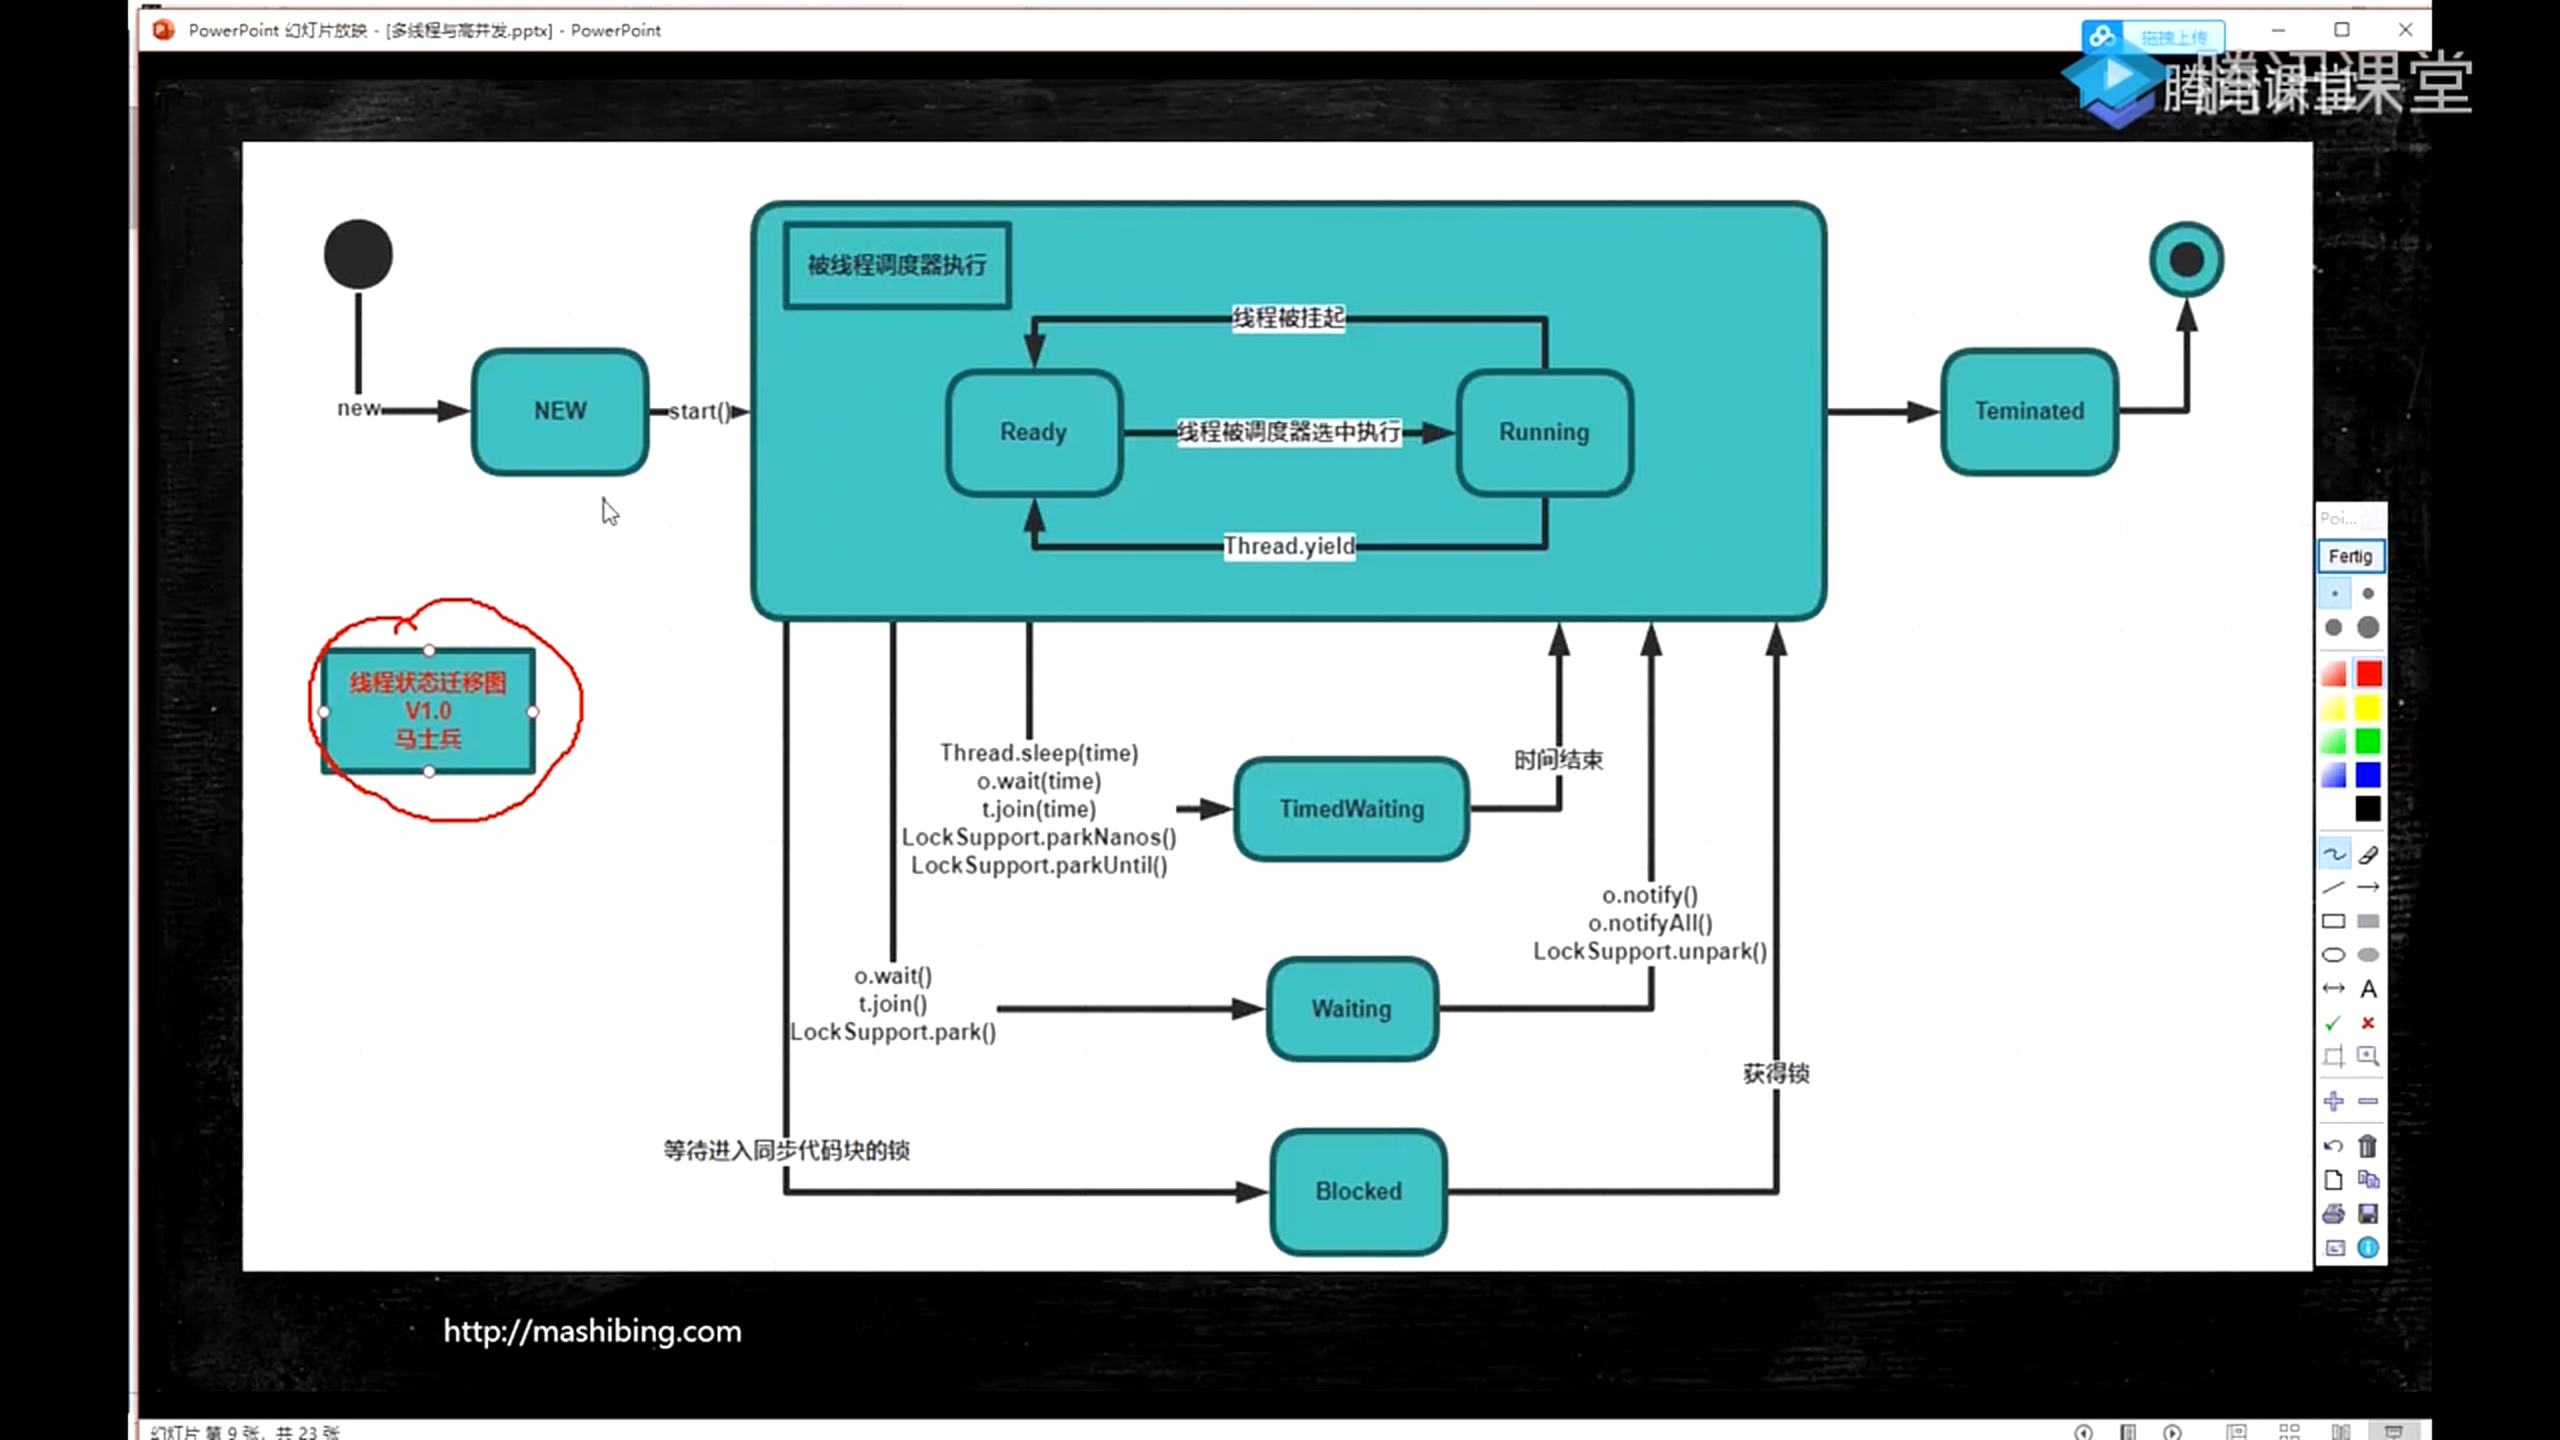 PowerPoint 幻灯片放映 - [多线程与高并发.pptx] - PowerPoint
拖拽上传
腾讯课堂
被线程调度器执行
线程被挂起
new
NEW
start()
Ready
线程被调度器选中执行
Running
Teminated
Thread.yield
Poi...
Fertig
线程状态迁移图
V1.0
马士兵
Thread.sleep(time)
o.wait(time)
t.join(time)
LockSupport.parkNanos()
LockSupport.parkUntil()
TimedWaiting
时间结束
o.notify()
o.notifyAll()
LockSupport.unpark()
o.wait()
t.join()
LockSupport.park()
Waiting
A
获得锁
等待进入同步代码块的锁
Blocked
http://mashibing.com
幻灯片 第 9 张，共 23 张